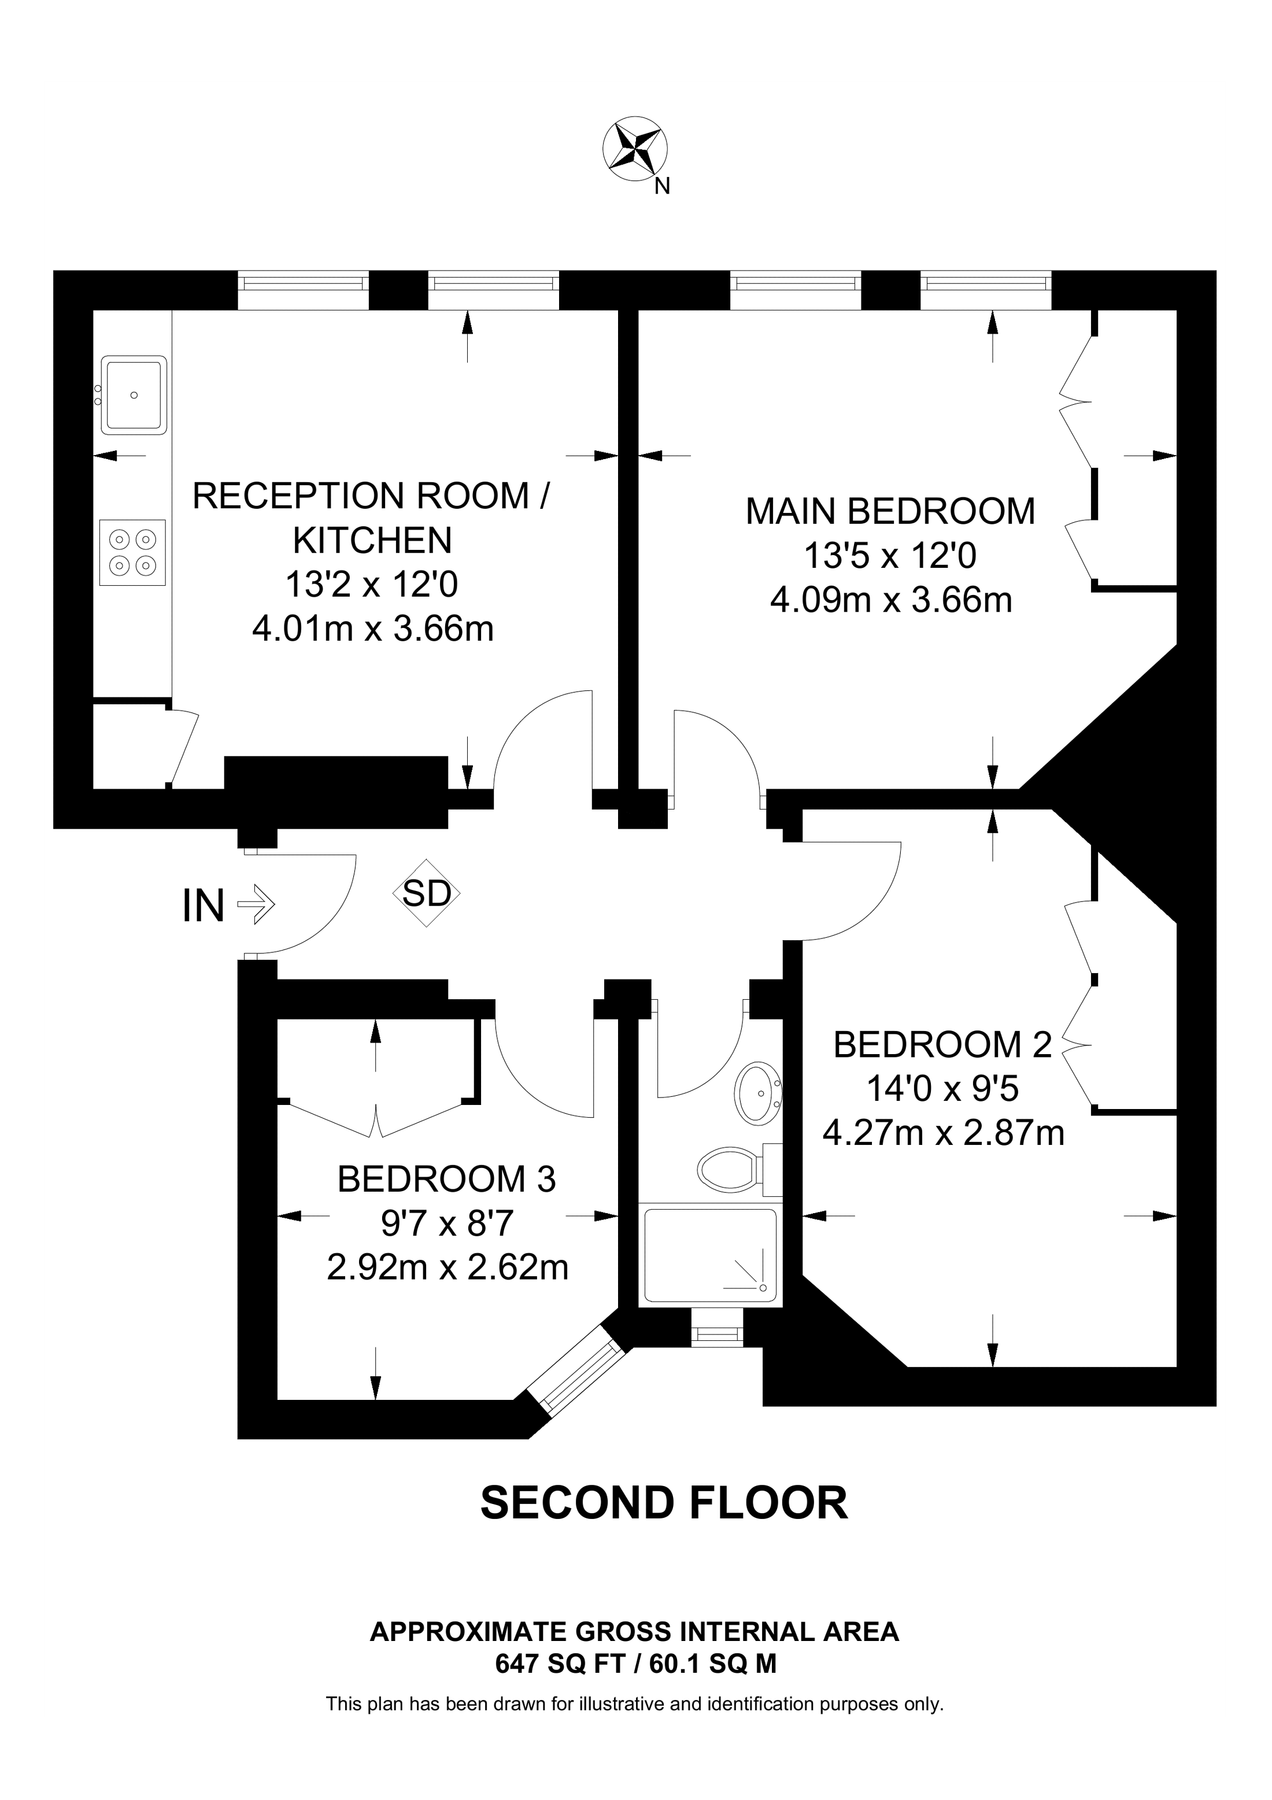 N
RECEPTION ROOM /
KITCHEN
13'2 x 12'0
4.01m x 3.66m
MAIN BEDROOM
13'5 x 12'0
4.09m x 3.66m
IN
SD
BEDROOM 2
14'0 x 9'5
4.27m x 2.87m
BEDROOM 3
9'7 x 8'7
2.92m x 2.62m
SECOND FLOOR
APPROXIMATE GROSS INTERNAL AREA
647 SQ FT / 60.1 SQ M
This plan has been drawn for illustrative and identification purposes only.